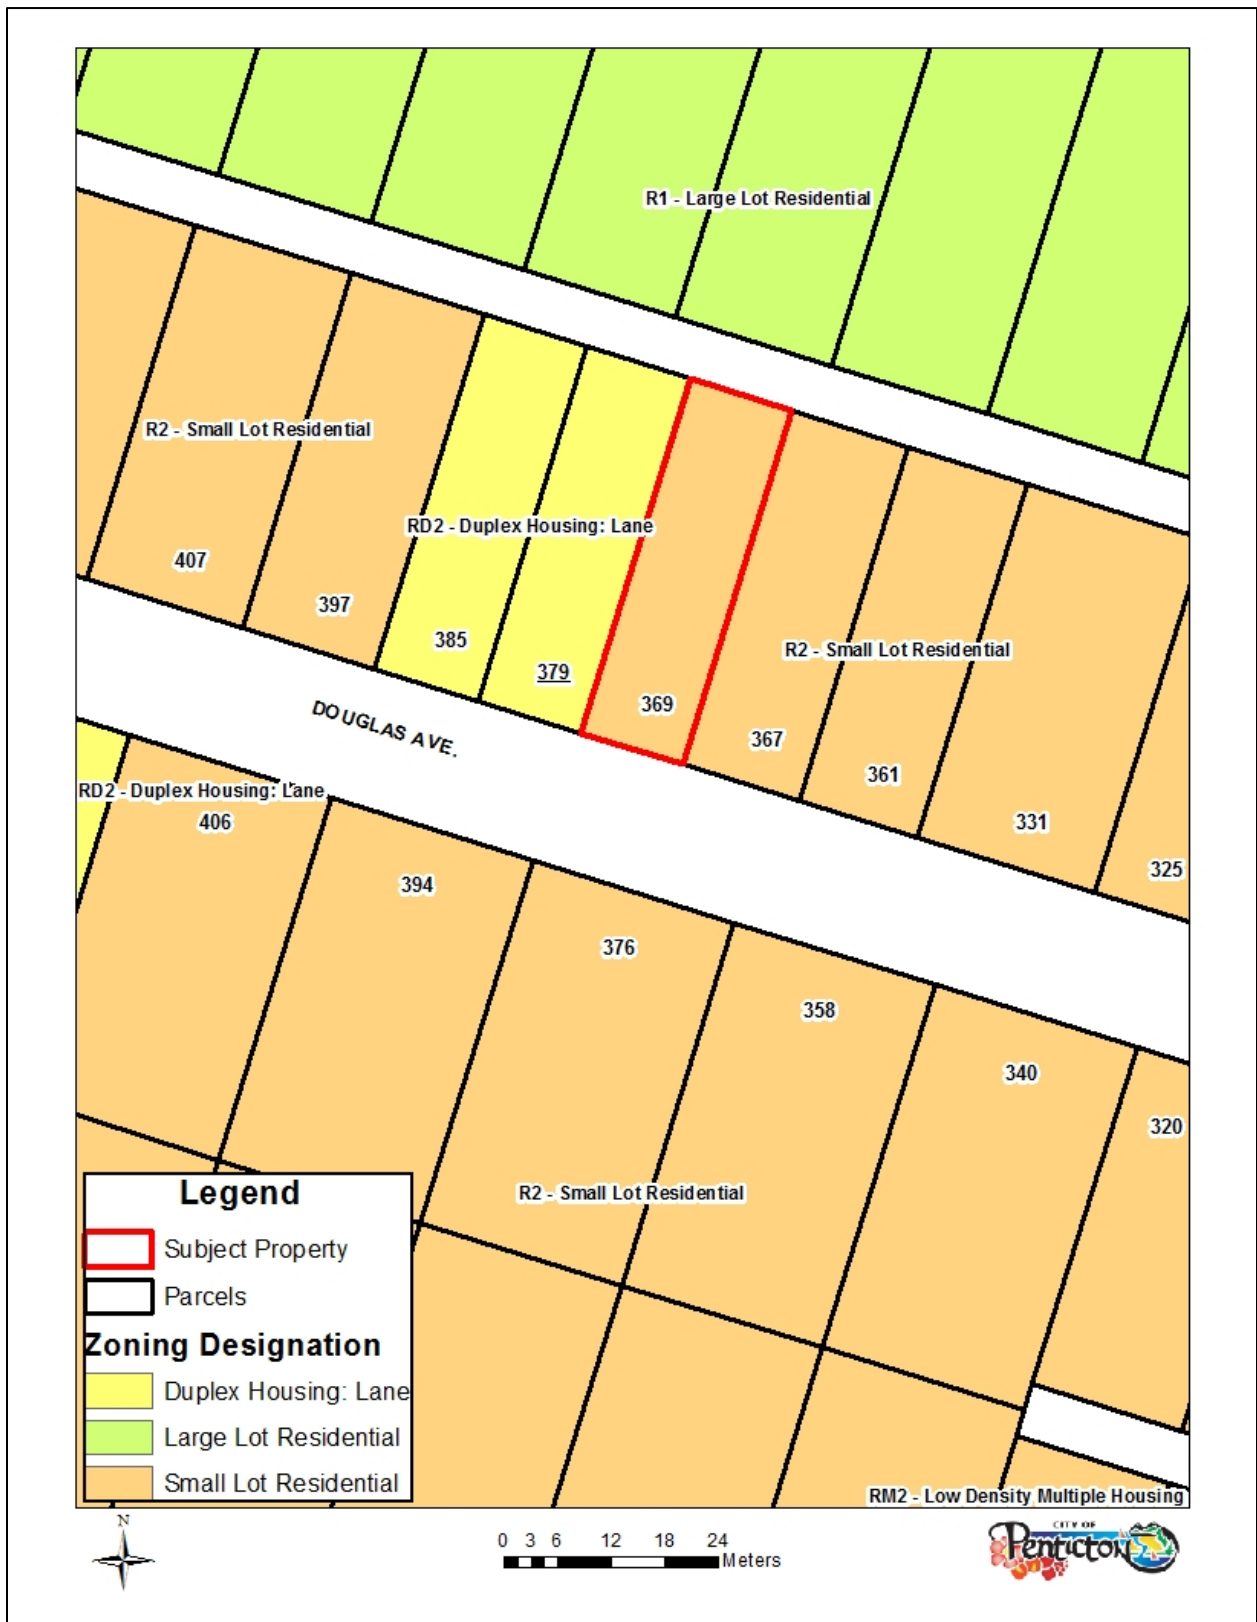 R1 - Large Lot Residential
R2 - Small Lot Residential
RD2 - Duplex Housing: Lane
407
397
385
379
369
R2 - Small Lot Residential
367
361
331
325
DOUGLAS AVE.
RD2 - Duplex Housing: Lane
406
394
376
358
340
320
R2 - Small Lot Residential
Legend
Subject Property
Parcels
Zoning Designation
Duplex Housing: Lane
Large Lot Residential
Small Lot Residential
RM2 - Low Density Multiple Housing
N
0 3 6 12 18 24
Meters
CITY OF
Penticton